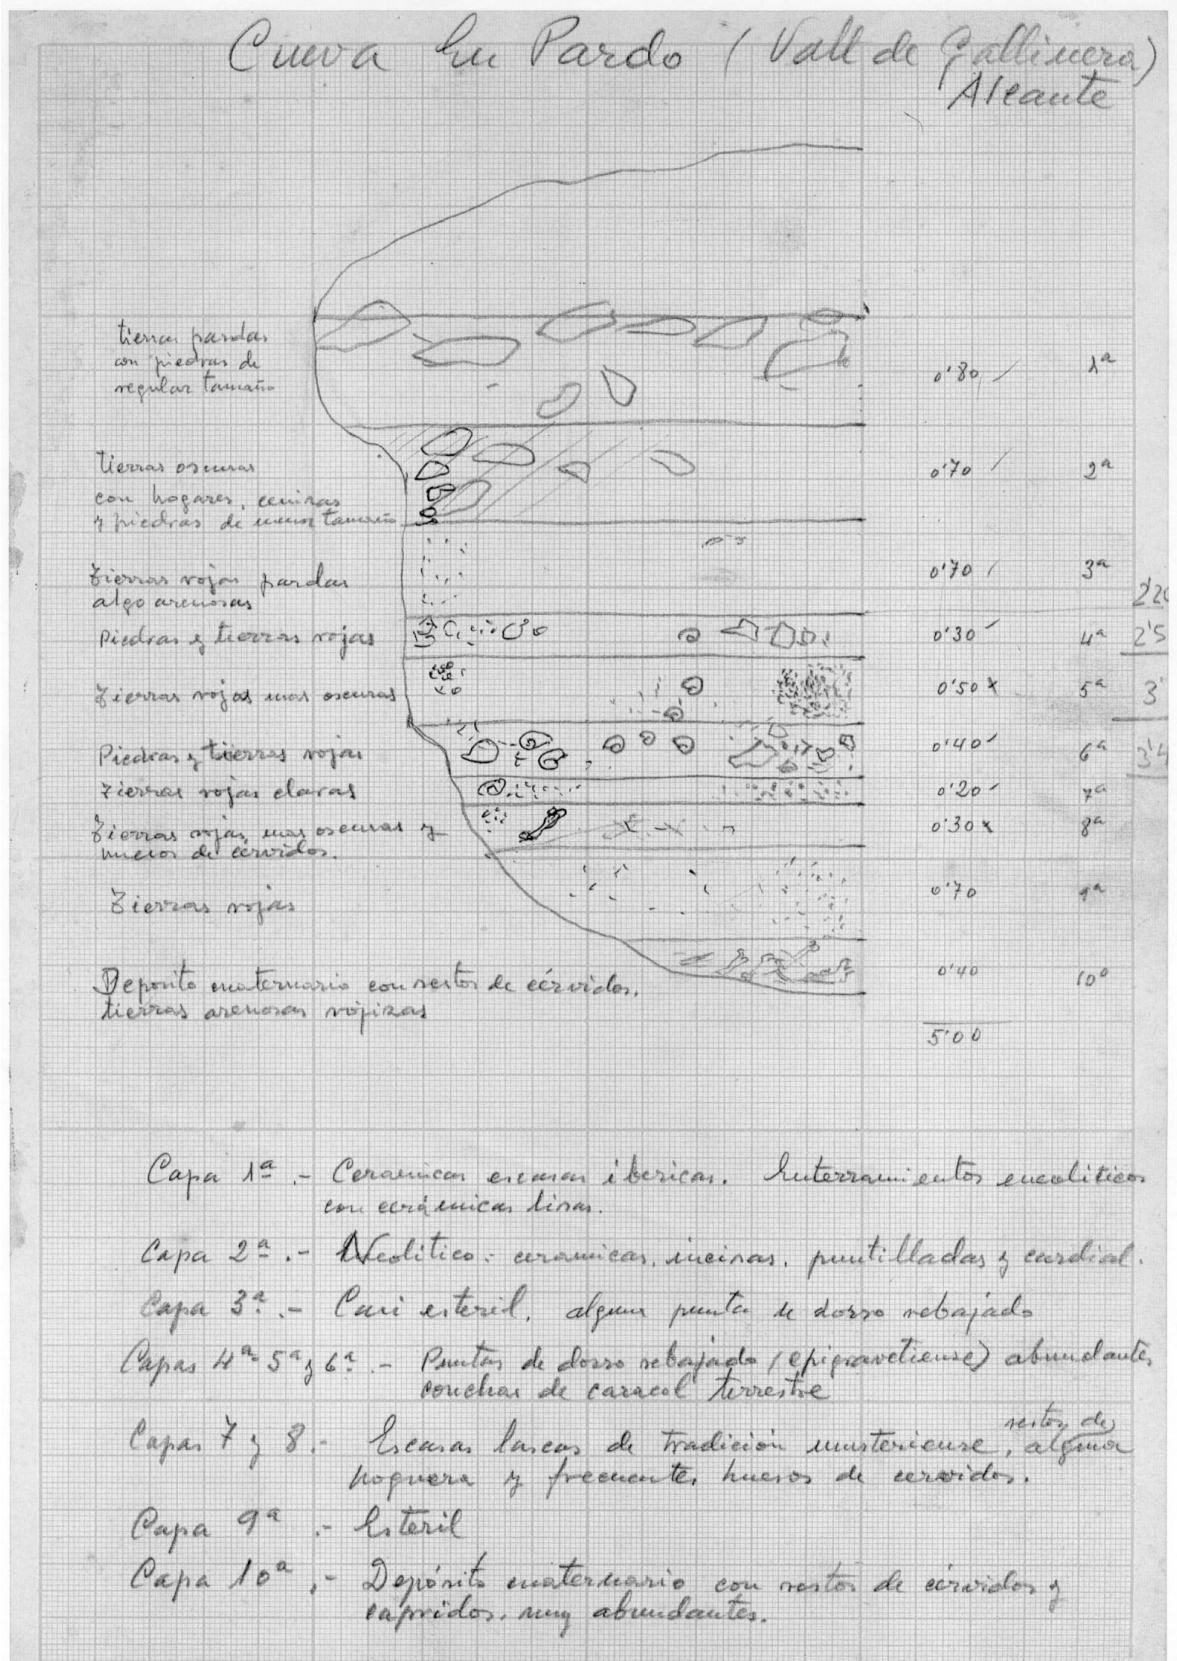 Cueva En Pardo (Vall de Gallinera)
Alicante
tierras pardas
con piedras de
regular tamaño
0'80
1ª
tierras oscuras
con hogares, cenizas
y piedras de menor tamaño
0'70
2ª
Tierras rojas pardas
algo arenosas
0'70
3ª
Piedras y tierras rojas
0'30
4ª
2'5
Tierras rojas mas oscuras
0'50 x
5ª
3'
Piedras y tierras rojas
0'40
6ª
3'4
Tierras rojas claras
0'20
7ª
Tierras rojas mas oscuras y
huesos de cérvidos.
0'30 x
8ª
Tierras rojas
0'70
9ª
Deposito cuaternario con restos de cérvidos,
tierras arenosas rojizas
0'40
10ª
5'00
Capa 1ª .- Ceramicas escasas ibericas. Enterramientos eneoliticos
con cerámicas lisas.
Capa 2ª .- Neolitico: ceramicas, incisas, puntilladas y cardial.
Capa 3ª .- Casi esteril, alguna punta de dorso rebajado
Capas 4ª 5ª y 6ª .- Puntas de dorso rebajado (epigravetiense) abundantes
conchas de caracol terrestre
Capas 7 y 8 .- Escasas lascas de tradición musteriense, restos de alguna
hoguera y frecuentes huesos de cervidos.
Capa 9ª .- Esteril
Capa 10ª .- Depósito cuaternario con restos de cérvidos y
capridos, muy abundantes.